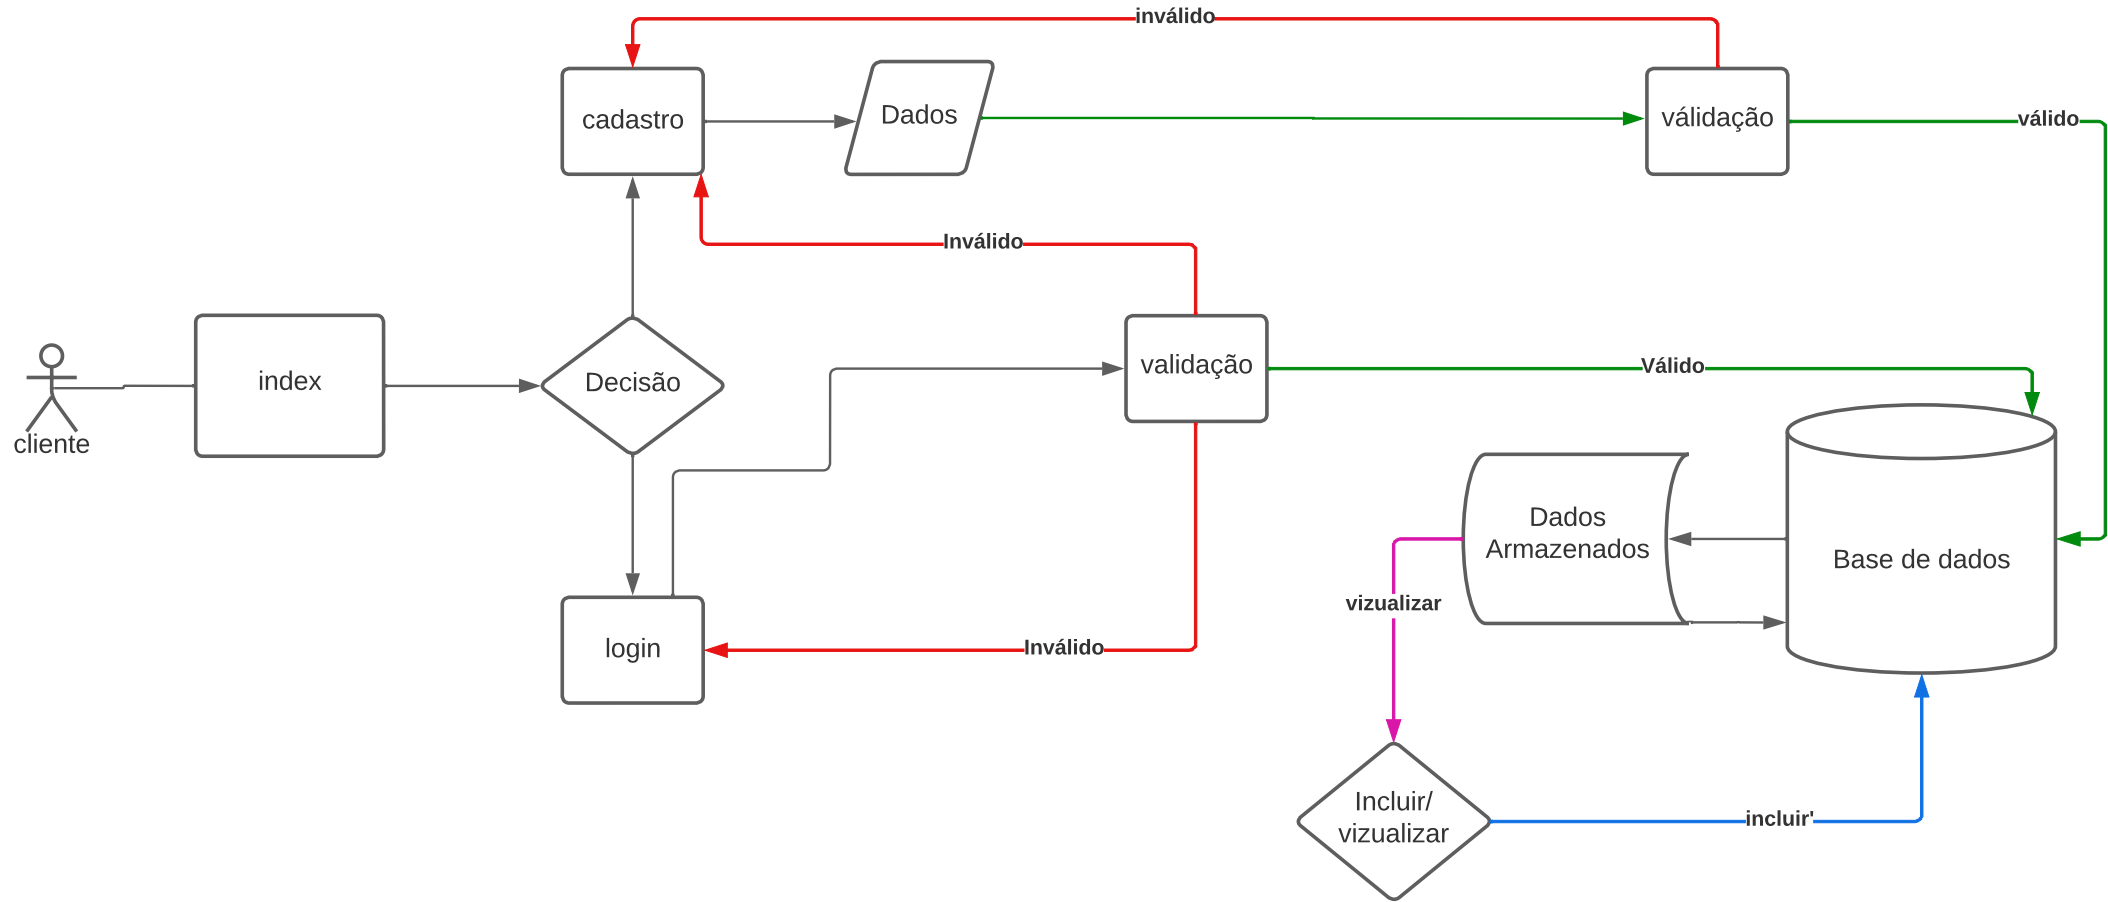 inválido
cadastro
Dados
válidação
válido
Inválido
validação
Válido
cliente
index
Decisão
login
Inválido
Dados
Armazenados
Base de dados
vizualizar
Incluir/
vizualizar
incluir'